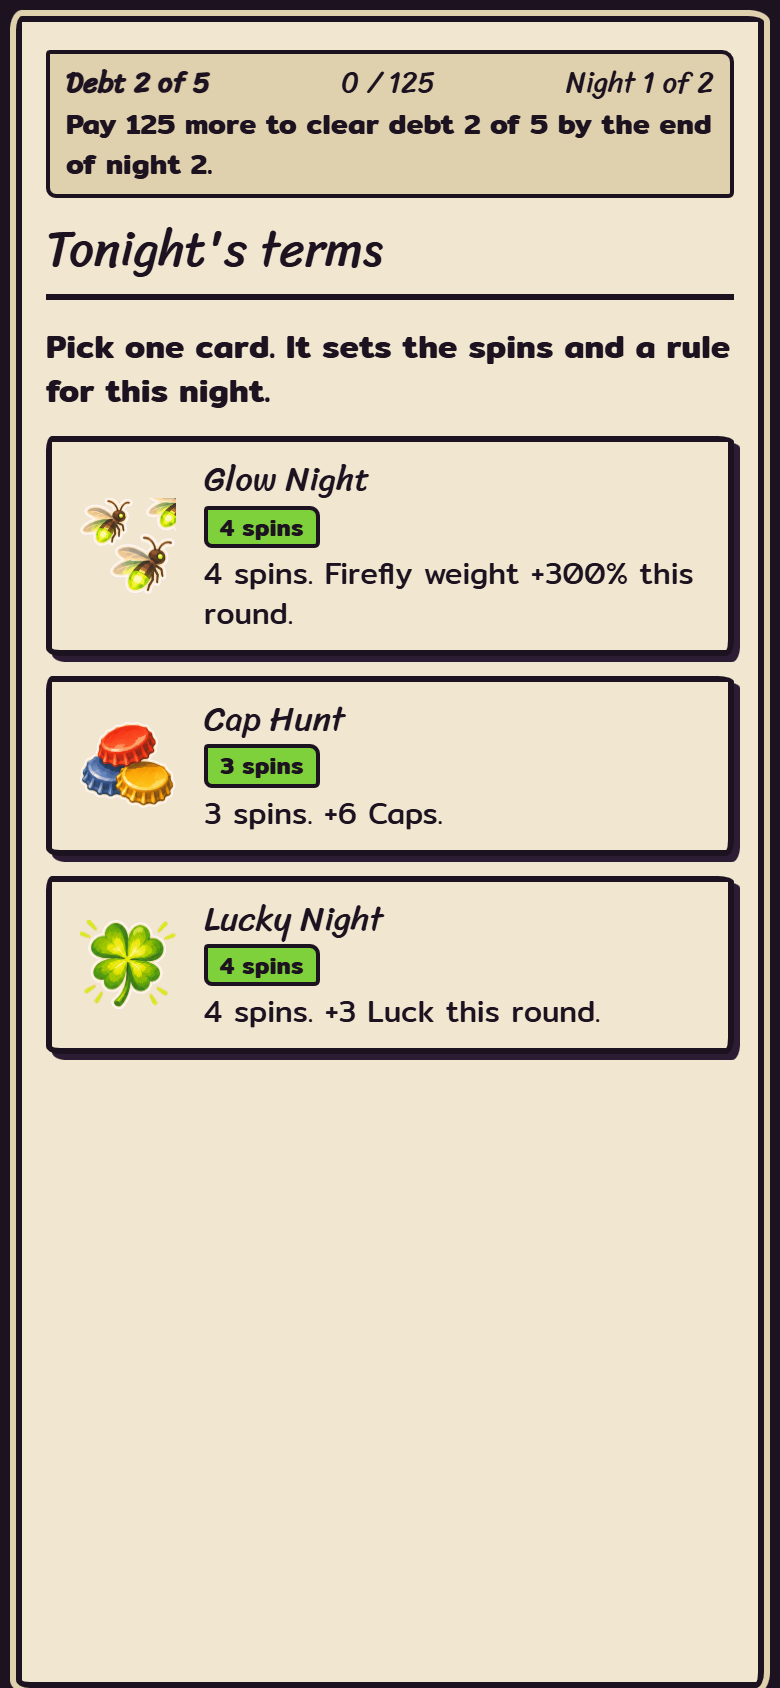 Debt 2 of 5 0 / 125 Night 1 of 2
Pay 125 more to clear debt 2 of 5 by the end
of night 2.
Tonight's terms
Pick one card. It sets the spins and a rule
for this night.
Glow Night
4 spins
4 spins. Firefly weight +300% this
round.
Cap Hunt
3 spins
3 spins. +6 Caps.
Lucky Night
4 spins
4 spins. +3 Luck this round.